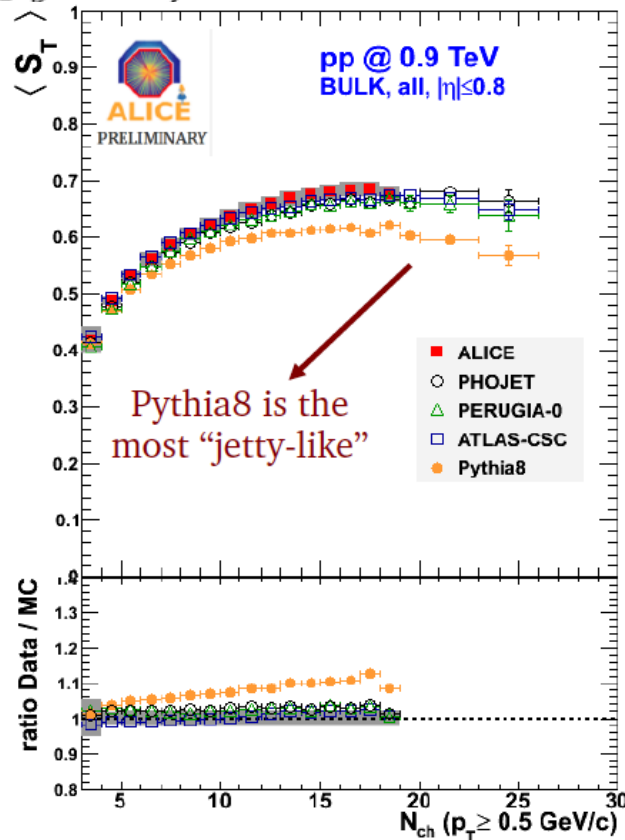 ⟨ S_T ⟩
1
0.9
0.8
0.7
0.6
0.5
0.4
0.3
0.2
0.1
0
ALICE
PRELIMINARY
pp @ 0.9 TeV
BULK, all, |η|≤0.8
Pythia8 is the
most “jetty-like”
ALICE
PHOJET
PERUGIA-0
ATLAS-CSC
Pythia8
ratio Data / MC
1.4
1.3
1.2
1.1
1
0.9
0.8
5 10 15 20 25 30
N_ch (p_T≥ 0.5 GeV/c)